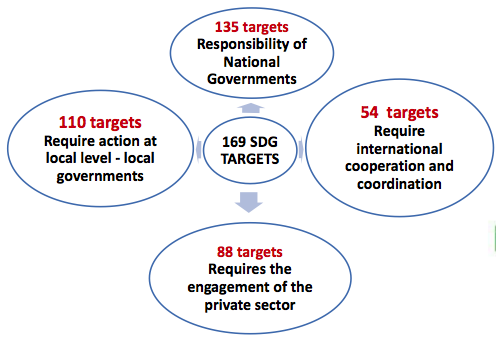 135 targets
Responsibility of
National
Governments
110 targets
Require action at
local level - local
governments
169 SDG
TARGETS
54 targets
Require
international
cooperation and
coordination
88 targets
Requires the
engagement of the
private sector